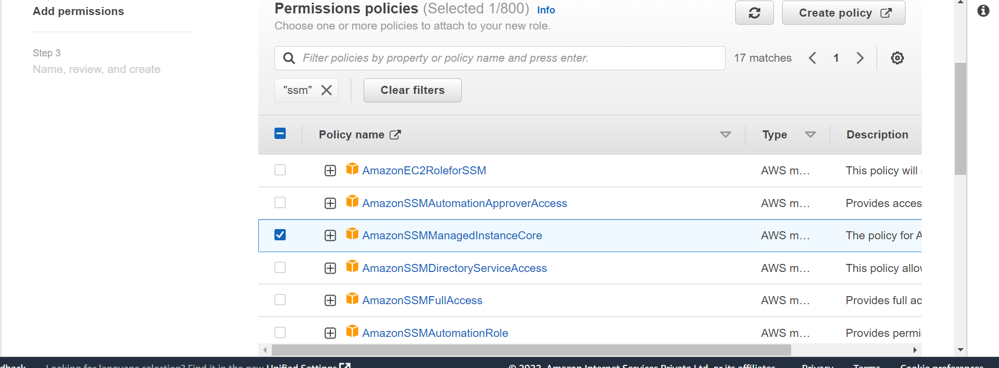 Add permissions
Step 3
Name, review, and create
Permissions policies (Selected 1/800) Info
Choose one or more policies to attach to your new role.
Create policy
Filter policies by property or policy name and press enter.
17 matches
1
"ssm"
Clear filters
Policy name
Type
Description
AmazonEC2RoleforSSM
AWS m...
This policy will
AmazonSSMAutomationApproverAccess
AWS m...
Provides acces
AmazonSSMManagedInstanceCore
AWS m...
The policy for A
AmazonSSMDirectoryServiceAccess
AWS m...
This policy allow
AmazonSSMFullAccess
AWS m...
Provides full ac
AmazonSSMAutomationRole
AWS m...
Provides permi
dback
Looking for language selection? Find it in the new Unified Settings
© 2022, Amazon Internet Services Private Ltd. or its affiliates.
Privacy
Terms
Cookie preferences